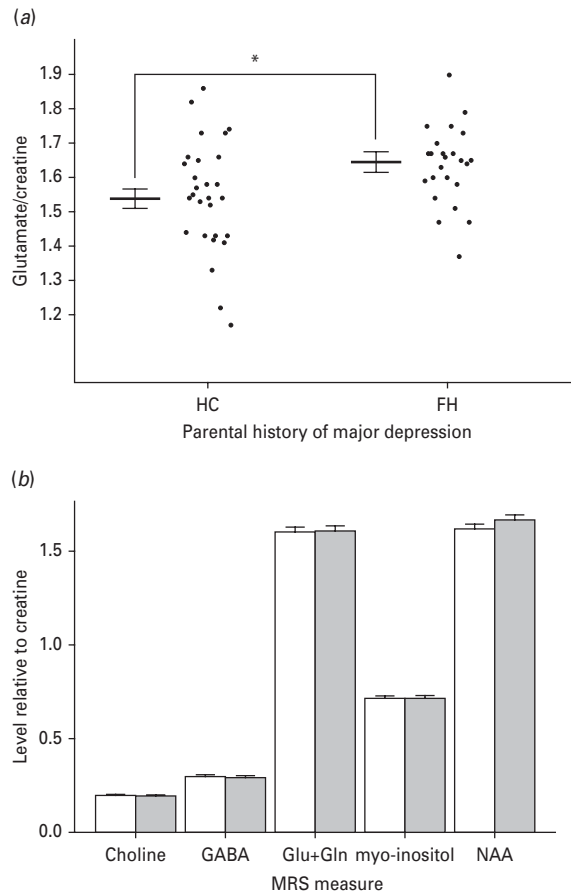 (a)
*
1.9
1.8
1.7
1.6
1.5
1.4
1.3
1.2
Glutamate/creatine
HC FH
Parental history of major depression
(b)
1.5
1.0
0.5
0.0
Level relative to creatine
Choline GABA Glu+Gln myo-inositol NAA
MRS measure